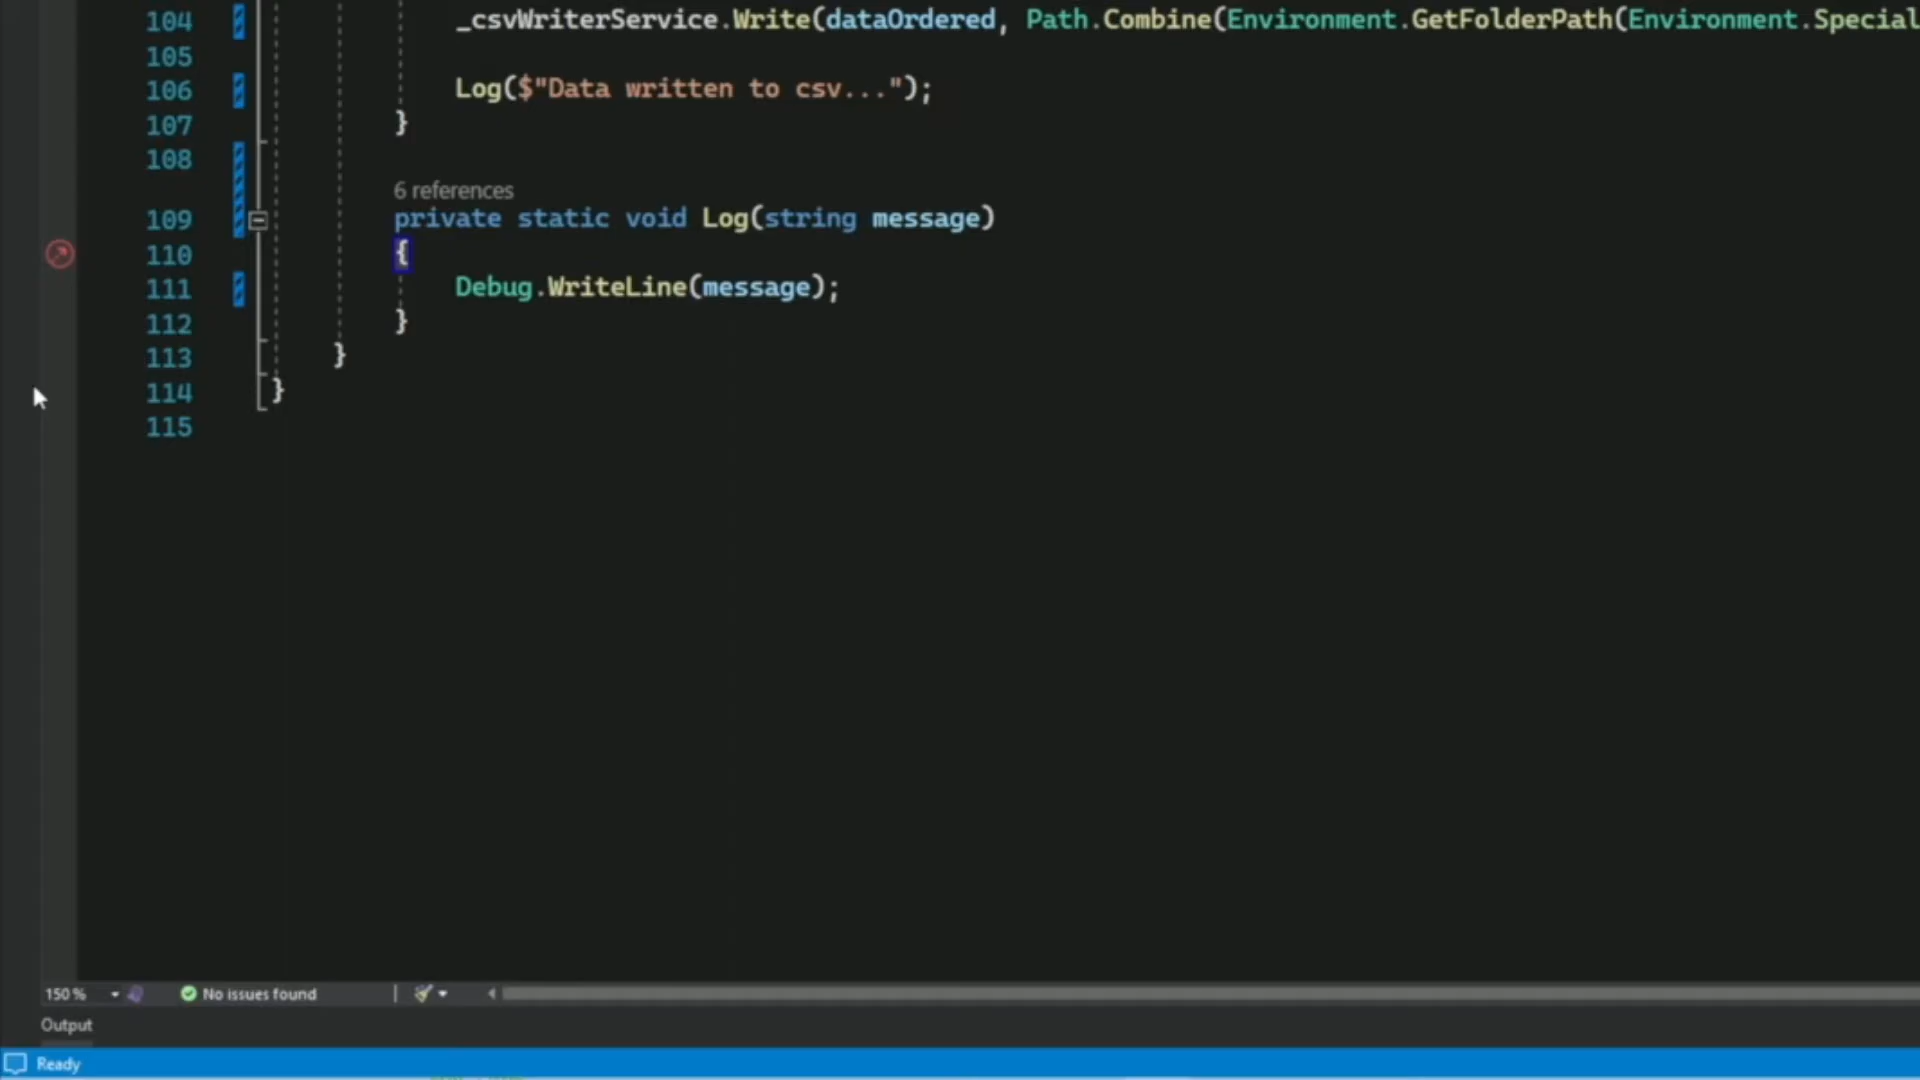 104 _csvWriterService.Write(dataOrdered, Path.Combine(Environment.GetFolderPath(Environment.Special
105
106 Log($"Data written to csv...");
107 }
108
6 references
109 private static void Log(string message)
110 {
111 Debug.WriteLine(message);
112 }
113 }
114 }
115
150 % No issues found
Output
Ready